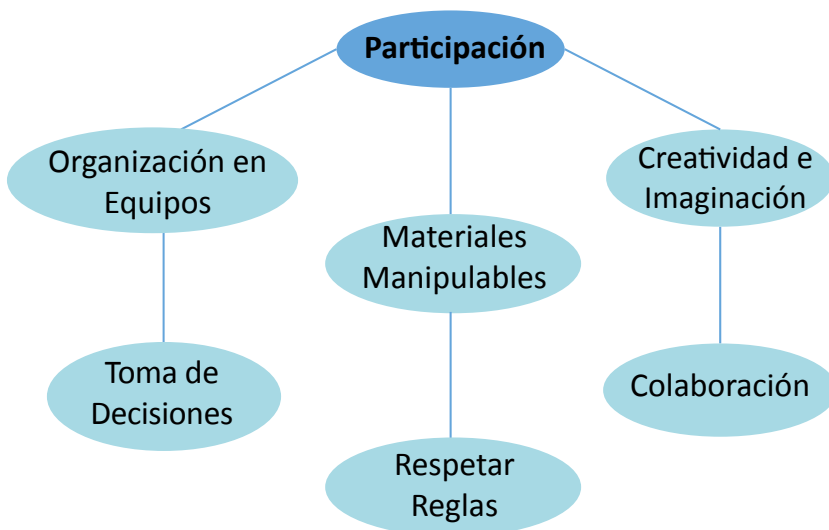 Participación
Organización en
Equipos
Creatividad e
Imaginación
Materiales
Manipulables
Toma de
Decisiones
Colaboración
Respetar
Reglas